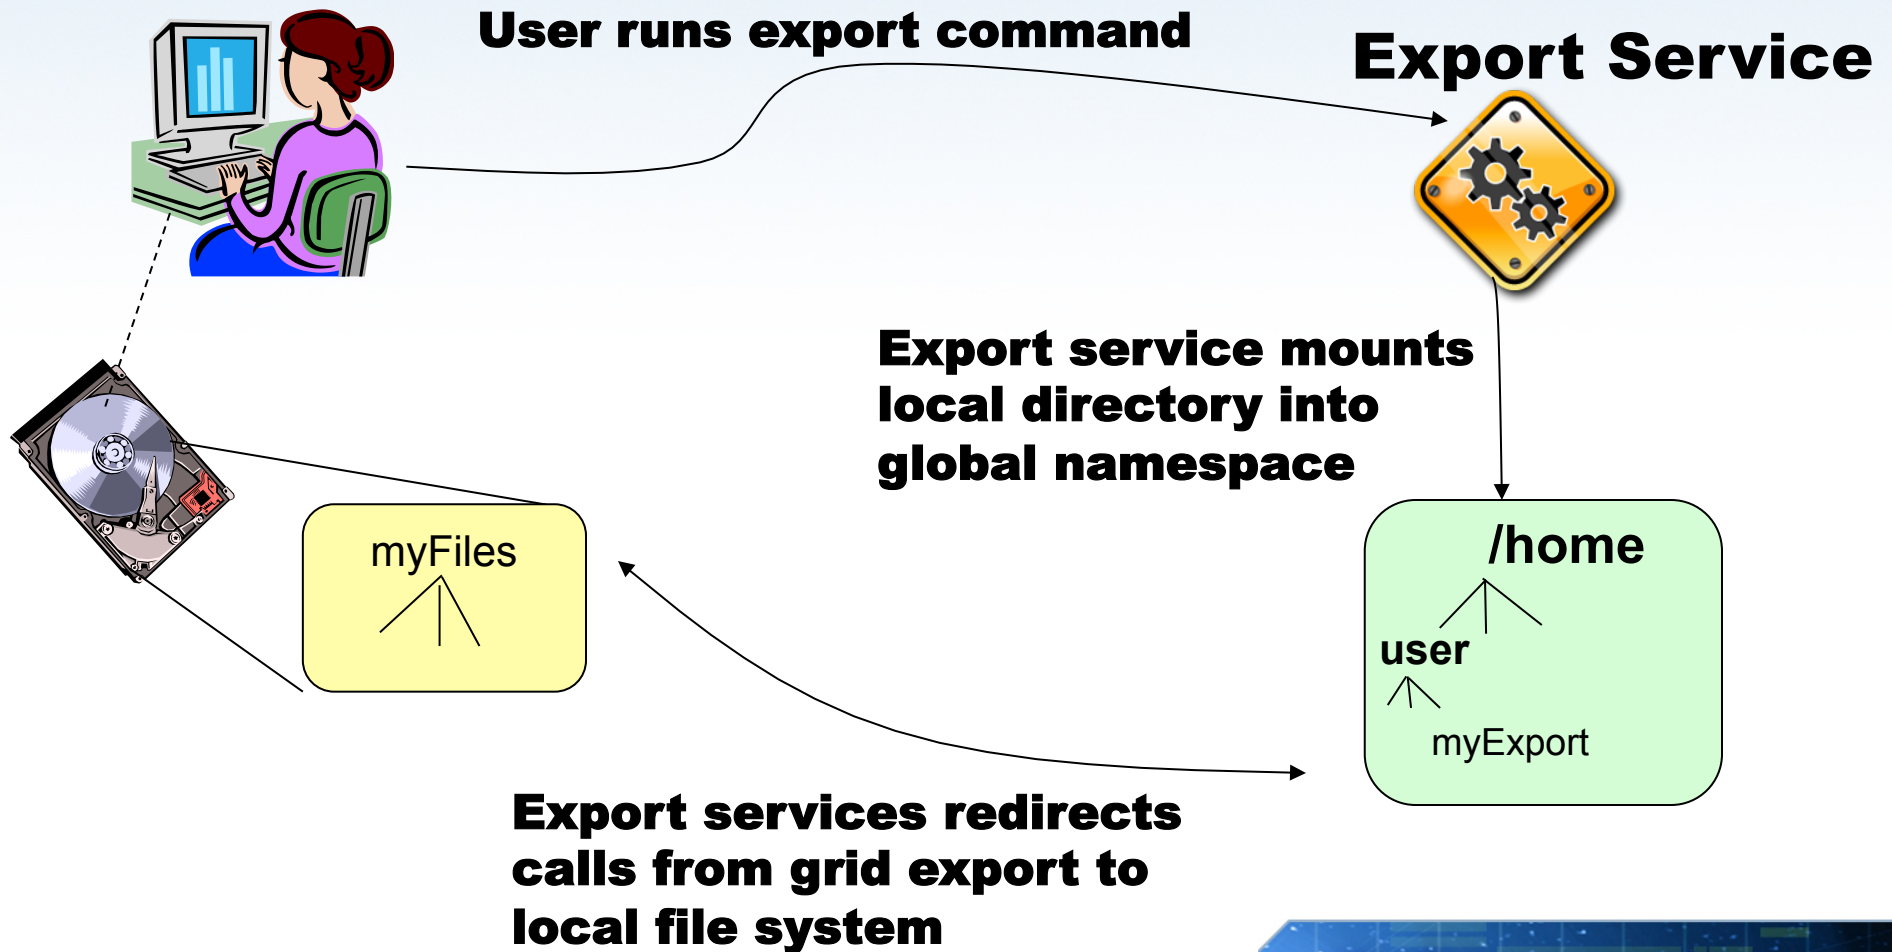 User runs export command
Export Service
Export service mounts
local directory into
global namespace
myFiles
/home
user
myExport
Export services redirects
calls from grid export to
local file system